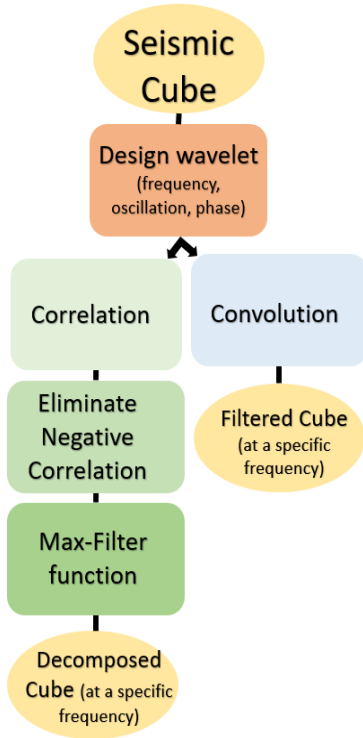 Seismic
Cube
Design wavelet
(frequency,
oscillation, phase)
Correlation
Convolution
Eliminate
Negative
Correlation
Filtered Cube
(at a specific
frequency)
Max-Filter
function
Decomposed
Cube (at a specific
frequency)